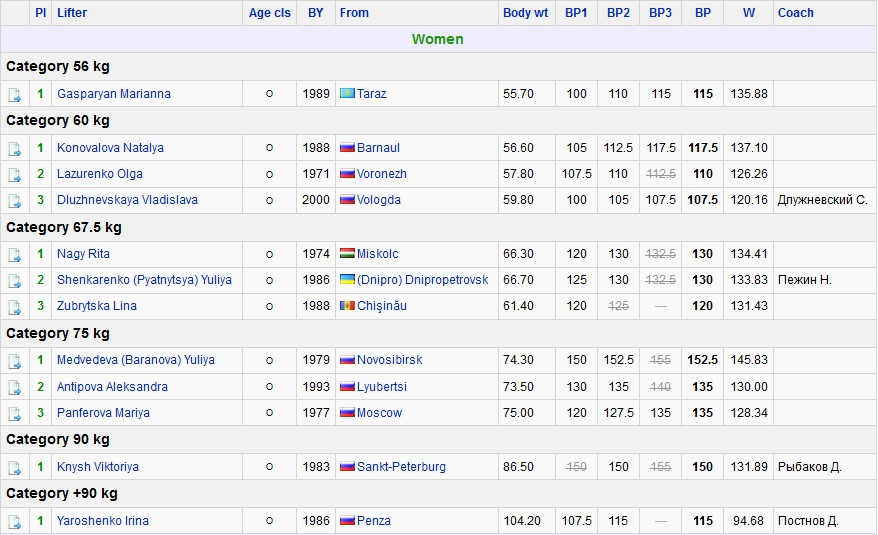 Pl Lifter Age cls BY From Body wt BP1 BP2 BP3 BP W Coach
Women
Category 56 kg
1 Gasparyan Marianna O 1989 Taraz 55.70 100 110 115 115 135.88
Category 60 kg
1 Konovalova Natalya O 1988 Barnaul 56.60 105 112.5 117.5 117.5 137.10
2 Lazurenko Olga O 1971 Voronezh 57.80 107.5 110 112.5 110 126.26
3 Dluzhnevskaya Vladislava O 2000 Vologda 59.80 100 105 107.5 107.5 120.16 Длужневский С.
Category 67.5 kg
1 Nagy Rita O 1974 Miskolc 66.30 120 130 132.5 130 134.41
2 Shenkarenko (Pyatnytsya) Yuliya O 1986 (Dnipro) Dnipropetrovsk 66.70 125 130 132.5 130 133.83 Пежин Н.
3 Zubrytska Lina O 1988 Chişinău 61.40 120 125 — 120 131.43
Category 75 kg
1 Medvedeva (Baranova) Yuliya O 1979 Novosibirsk 74.30 150 152.5 155 152.5 145.83
2 Antipova Aleksandra O 1993 Lyubertsi 73.50 130 135 140 135 130.00
3 Panferova Mariya O 1977 Moscow 75.00 120 127.5 135 135 128.34
Category 90 kg
1 Knysh Viktoriya O 1983 Sankt-Peterburg 86.50 150 150 155 150 131.89 Рыбаков Д.
Category +90 kg
1 Yaroshenko Irina O 1986 Penza 104.20 107.5 115 — 115 94.68 Постнов Д.